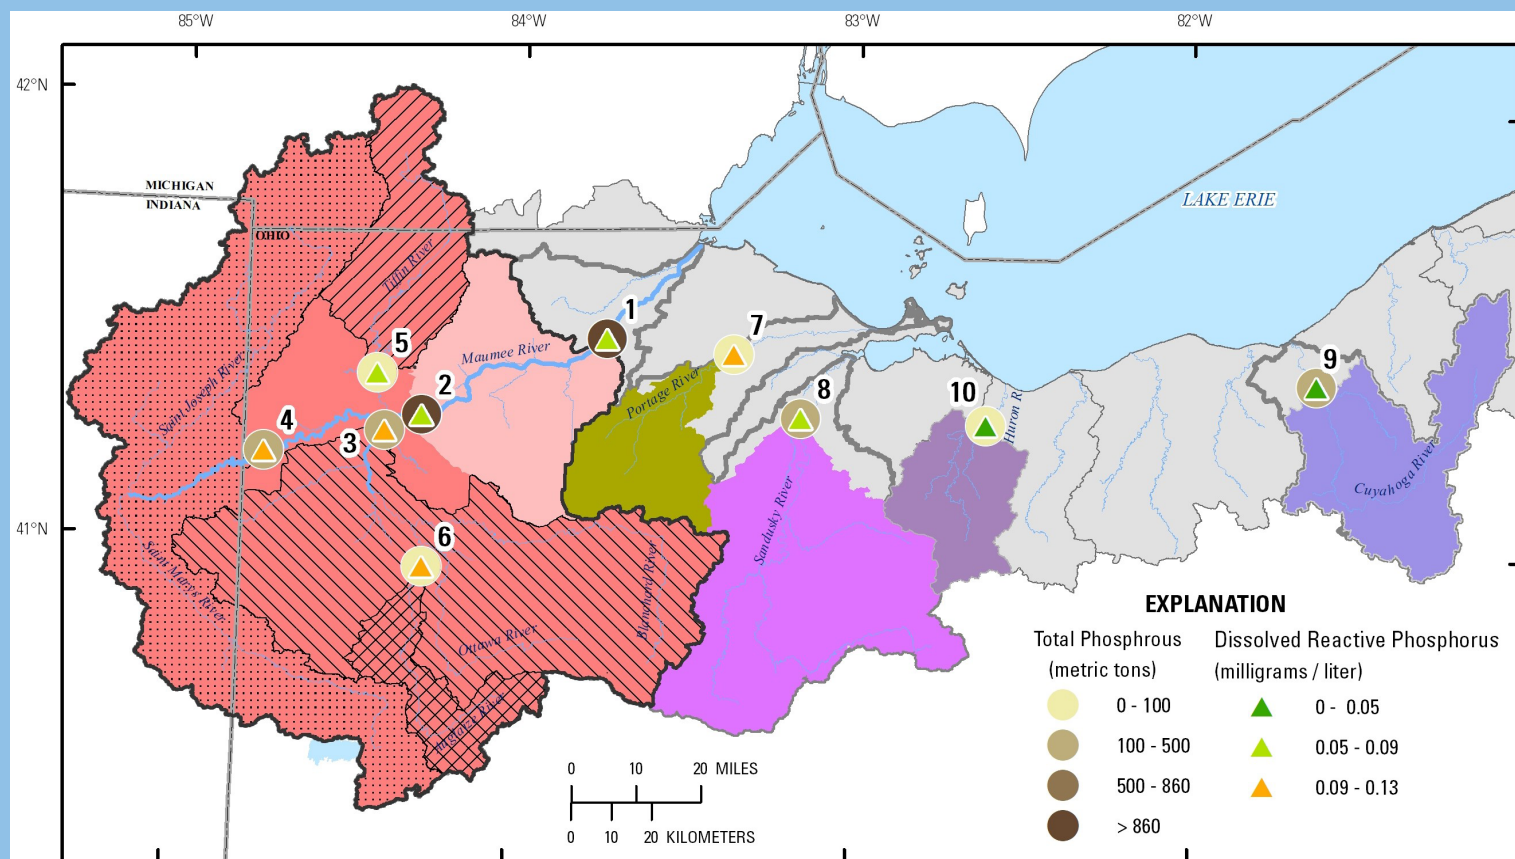 85°W
84°W
83°W
82°W
42°N
MICHIGAN
INDIANA
OHIO
LAKE ERIE
Tiffin River
1
7
5
Maumee River
9
Saint Joseph River
2
Portage River
8
10
Huron R
4
3
Cuyahoga River
Sandusky River
41°N
6
Saint Marys River
Blanchard River
Ottawa River
Auglaize River
EXPLANATION
Total Phosphrous
(metric tons)
0 - 100
100 - 500
500 - 860
> 860
Dissolved Reactive Phosphorus
(milligrams / liter)
0 - 0.05
0.05 - 0.09
0.09 - 0.13
0 10 20 MILES
0 10 20 KILOMETERS